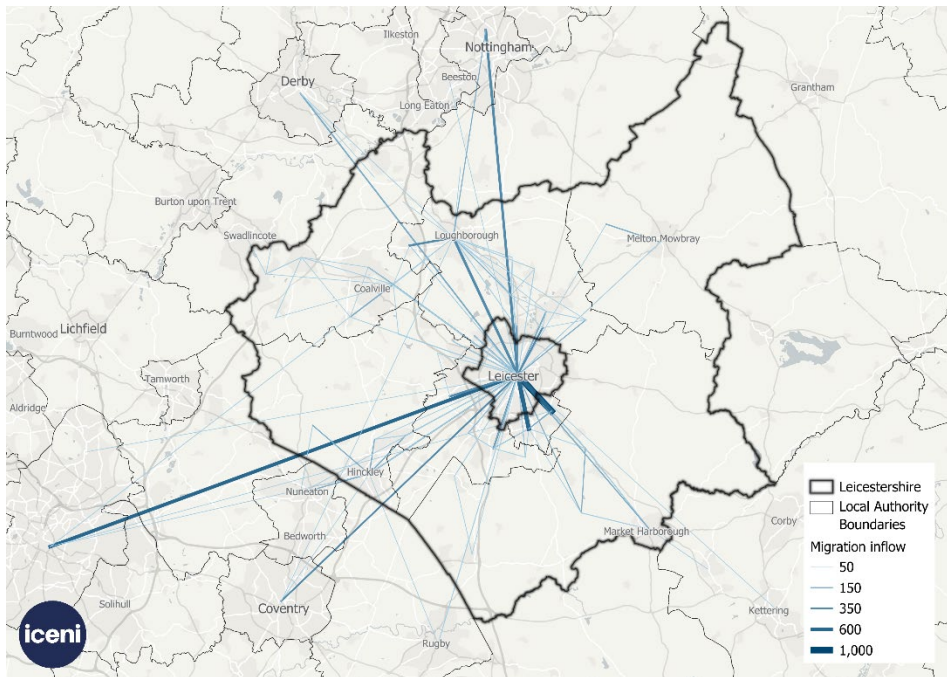 Ilkeston
Nottingham
Grantham
Derby
Beeston
Long Eaton
Burton upon Trent
Swadlincote
Loughborough
Melton Mowbray
Coalville
Burntwood
Lichfield
Tamworth
Leicester
Aldridge
Hinckley
Nuneaton
Bedworth
Market Harborough
Corby
Solihull
Coventry
Kettering
Rugby
iceni
Leicestershire
Local Authority
Boundaries
Migration inflow
50
150
350
600
1,000